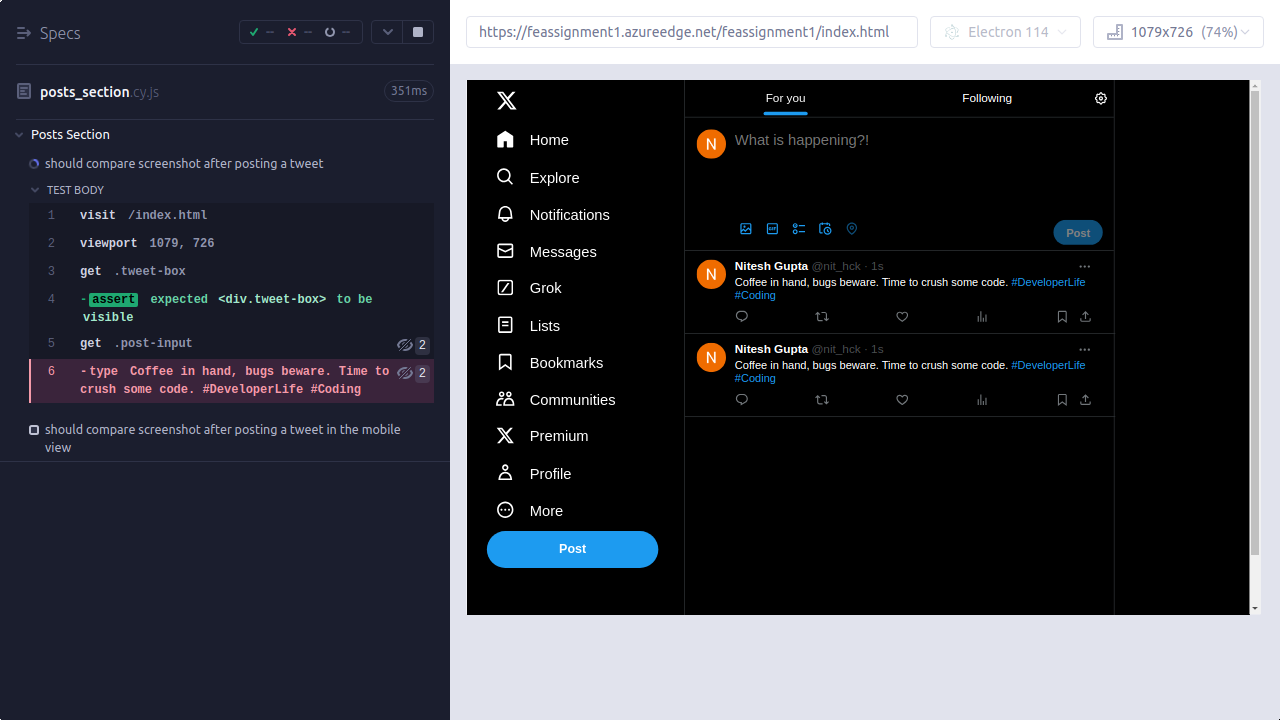 Specs
-- -- --
posts_section.cy.js
351ms
Posts Section
should compare screenshot after posting a tweet
TEST BODY
1 visit /index.html
2 viewport 1079, 726
3 get .tweet-box
4 -assert expected <div.tweet-box> to be
visible
5 get .post-input 2
6 -type Coffee in hand, bugs beware. Time to 2
crush some code. #DeveloperLife #Coding
should compare screenshot after posting a tweet in the mobile
view
https://feassignment1.azureedge.net/feassignment1/index.html
Electron 114
1079x726 (74%)
Home
Explore
Notifications
Messages
Grok
Lists
Bookmarks
Communities
Premium
Profile
More
Post
For you
Following
N
What is happening?!
GIF
Post
N
Nitesh Gupta @nit_hck · 1s
Coffee in hand, bugs beware. Time to crush some code. #DeveloperLife
#Coding
N
Nitesh Gupta @nit_hck · 1s
Coffee in hand, bugs beware. Time to crush some code. #DeveloperLife
#Coding